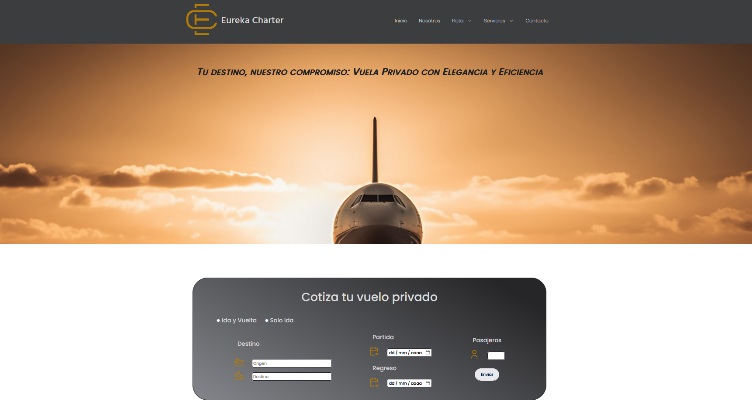 Eureka Charter
Inicio Nosotros Flota Servicios Contacto
Tu destino, nuestro compromiso: Vuela Privado con Elegancia y Eficiencia
Cotiza tu vuelo privado
Ida y Vuelta Solo Ida
Destino
Origen
Destino
Partida
dd / mm / aaaa
Regreso
dd / mm / aaaa
Pasajeros
Enviar